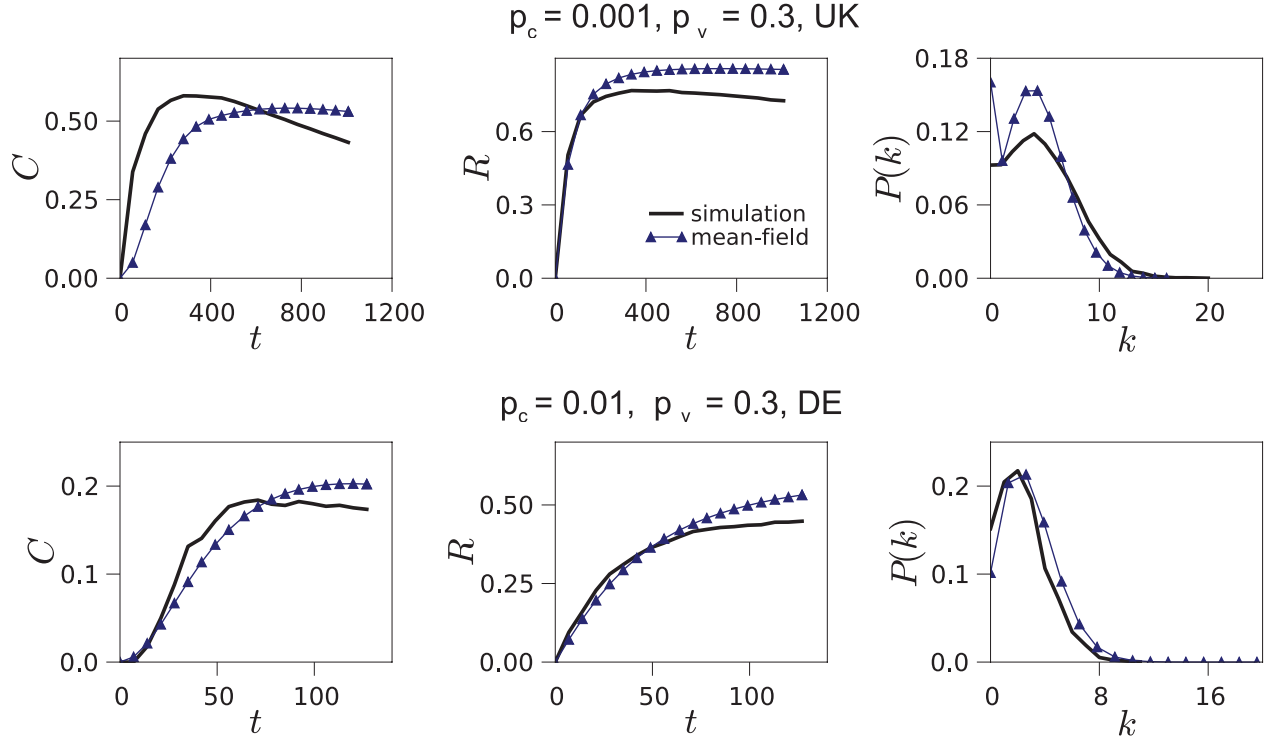 p_c = 0.001, p_v = 0.3, UK
C
0.50
0.25
0.00
0
400
800
1200
t
R
0.6
0.3
0.0
simulation
mean-field
0
400
800
1200
t
P(k)
0.18
0.12
0.06
0.00
0
10
20
k
p_c = 0.01, p_v = 0.3, DE
C
0.2
0.1
0.0
0
50
100
t
R
0.50
0.25
0.00
0
50
100
t
P(k)
0.2
0.1
0.0
0
8
16
k